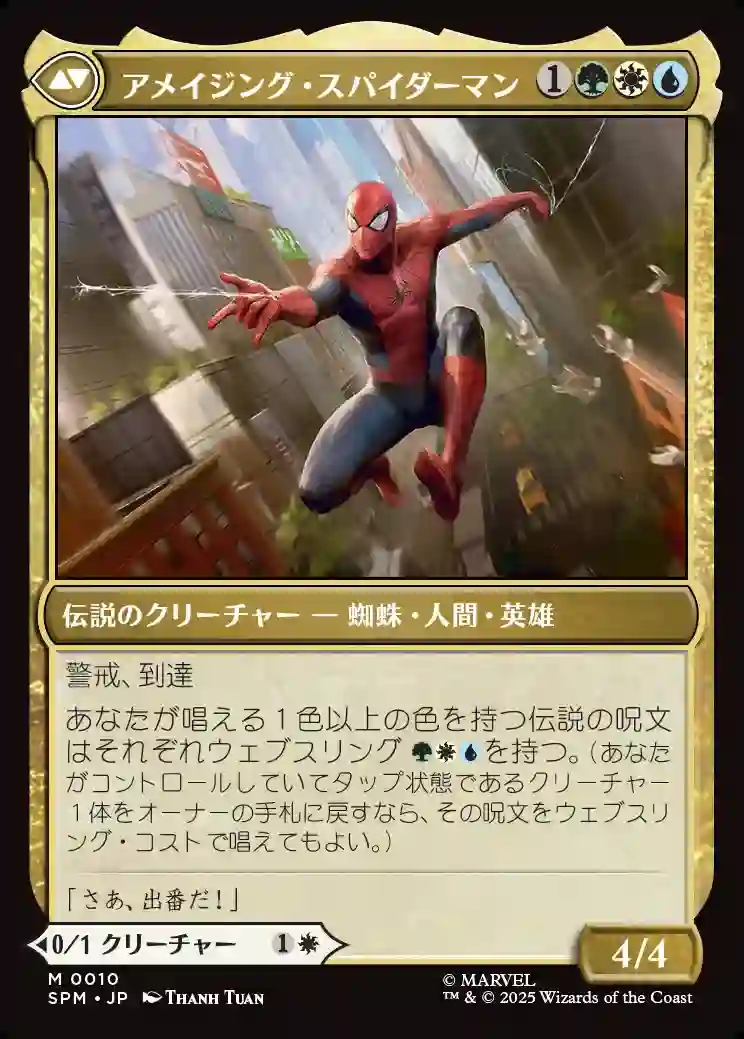 アメイジング・スパイダーマン 1
伝説のクリーチャー — 蜘蛛・人間・英雄
警戒、到達
あなたが唱える１色以上の色を持つ伝説の呪文
はそれぞれウェブスリング を持つ。（あなた
がコントロールしていてタップ状態であるクリーチャー
１体をオーナーの手札に戻すなら、その呪文をウェブスリ
ング・コストで唱えてもよい。）
「さあ、出番だ！」
0/1 クリーチャー 1
4/4
M 0010
SPM • JP THANH TUAN
© MARVEL
™ & © 2025 Wizards of the Coast